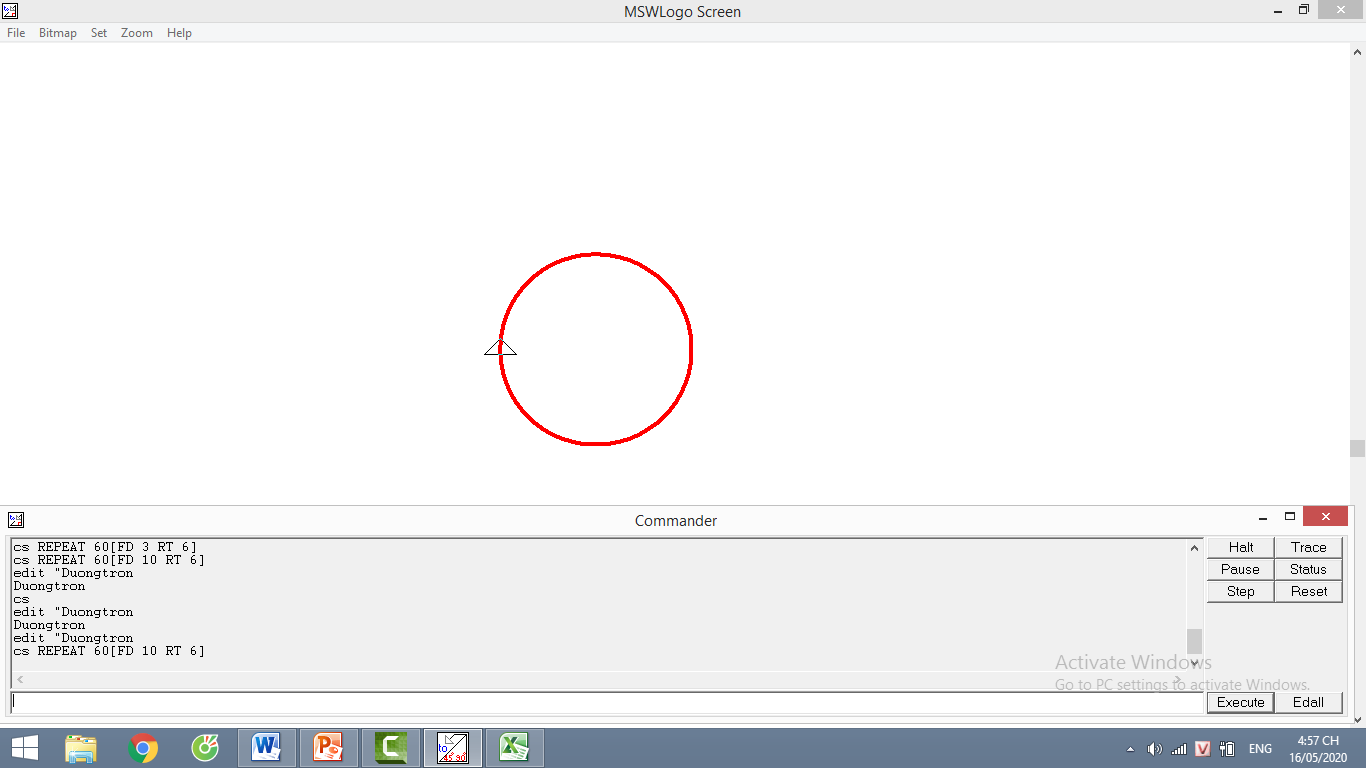 MSWLogo Screen
File Bitmap Set Zoom Help
Commander
cs REPEAT 60[FD 3 RT 6]
cs REPEAT 60[FD 10 RT 6]
edit "Duongtron
Duongtron
cs
edit "Duongtron
Duongtron
edit "Duongtron
cs REPEAT 60[FD 10 RT 6]
Halt Trace
Pause Status
Step Reset
Activate Windows
Go to PC settings to activate Windows.
Execute Edall
ENG
4:57 CH
16/05/2020